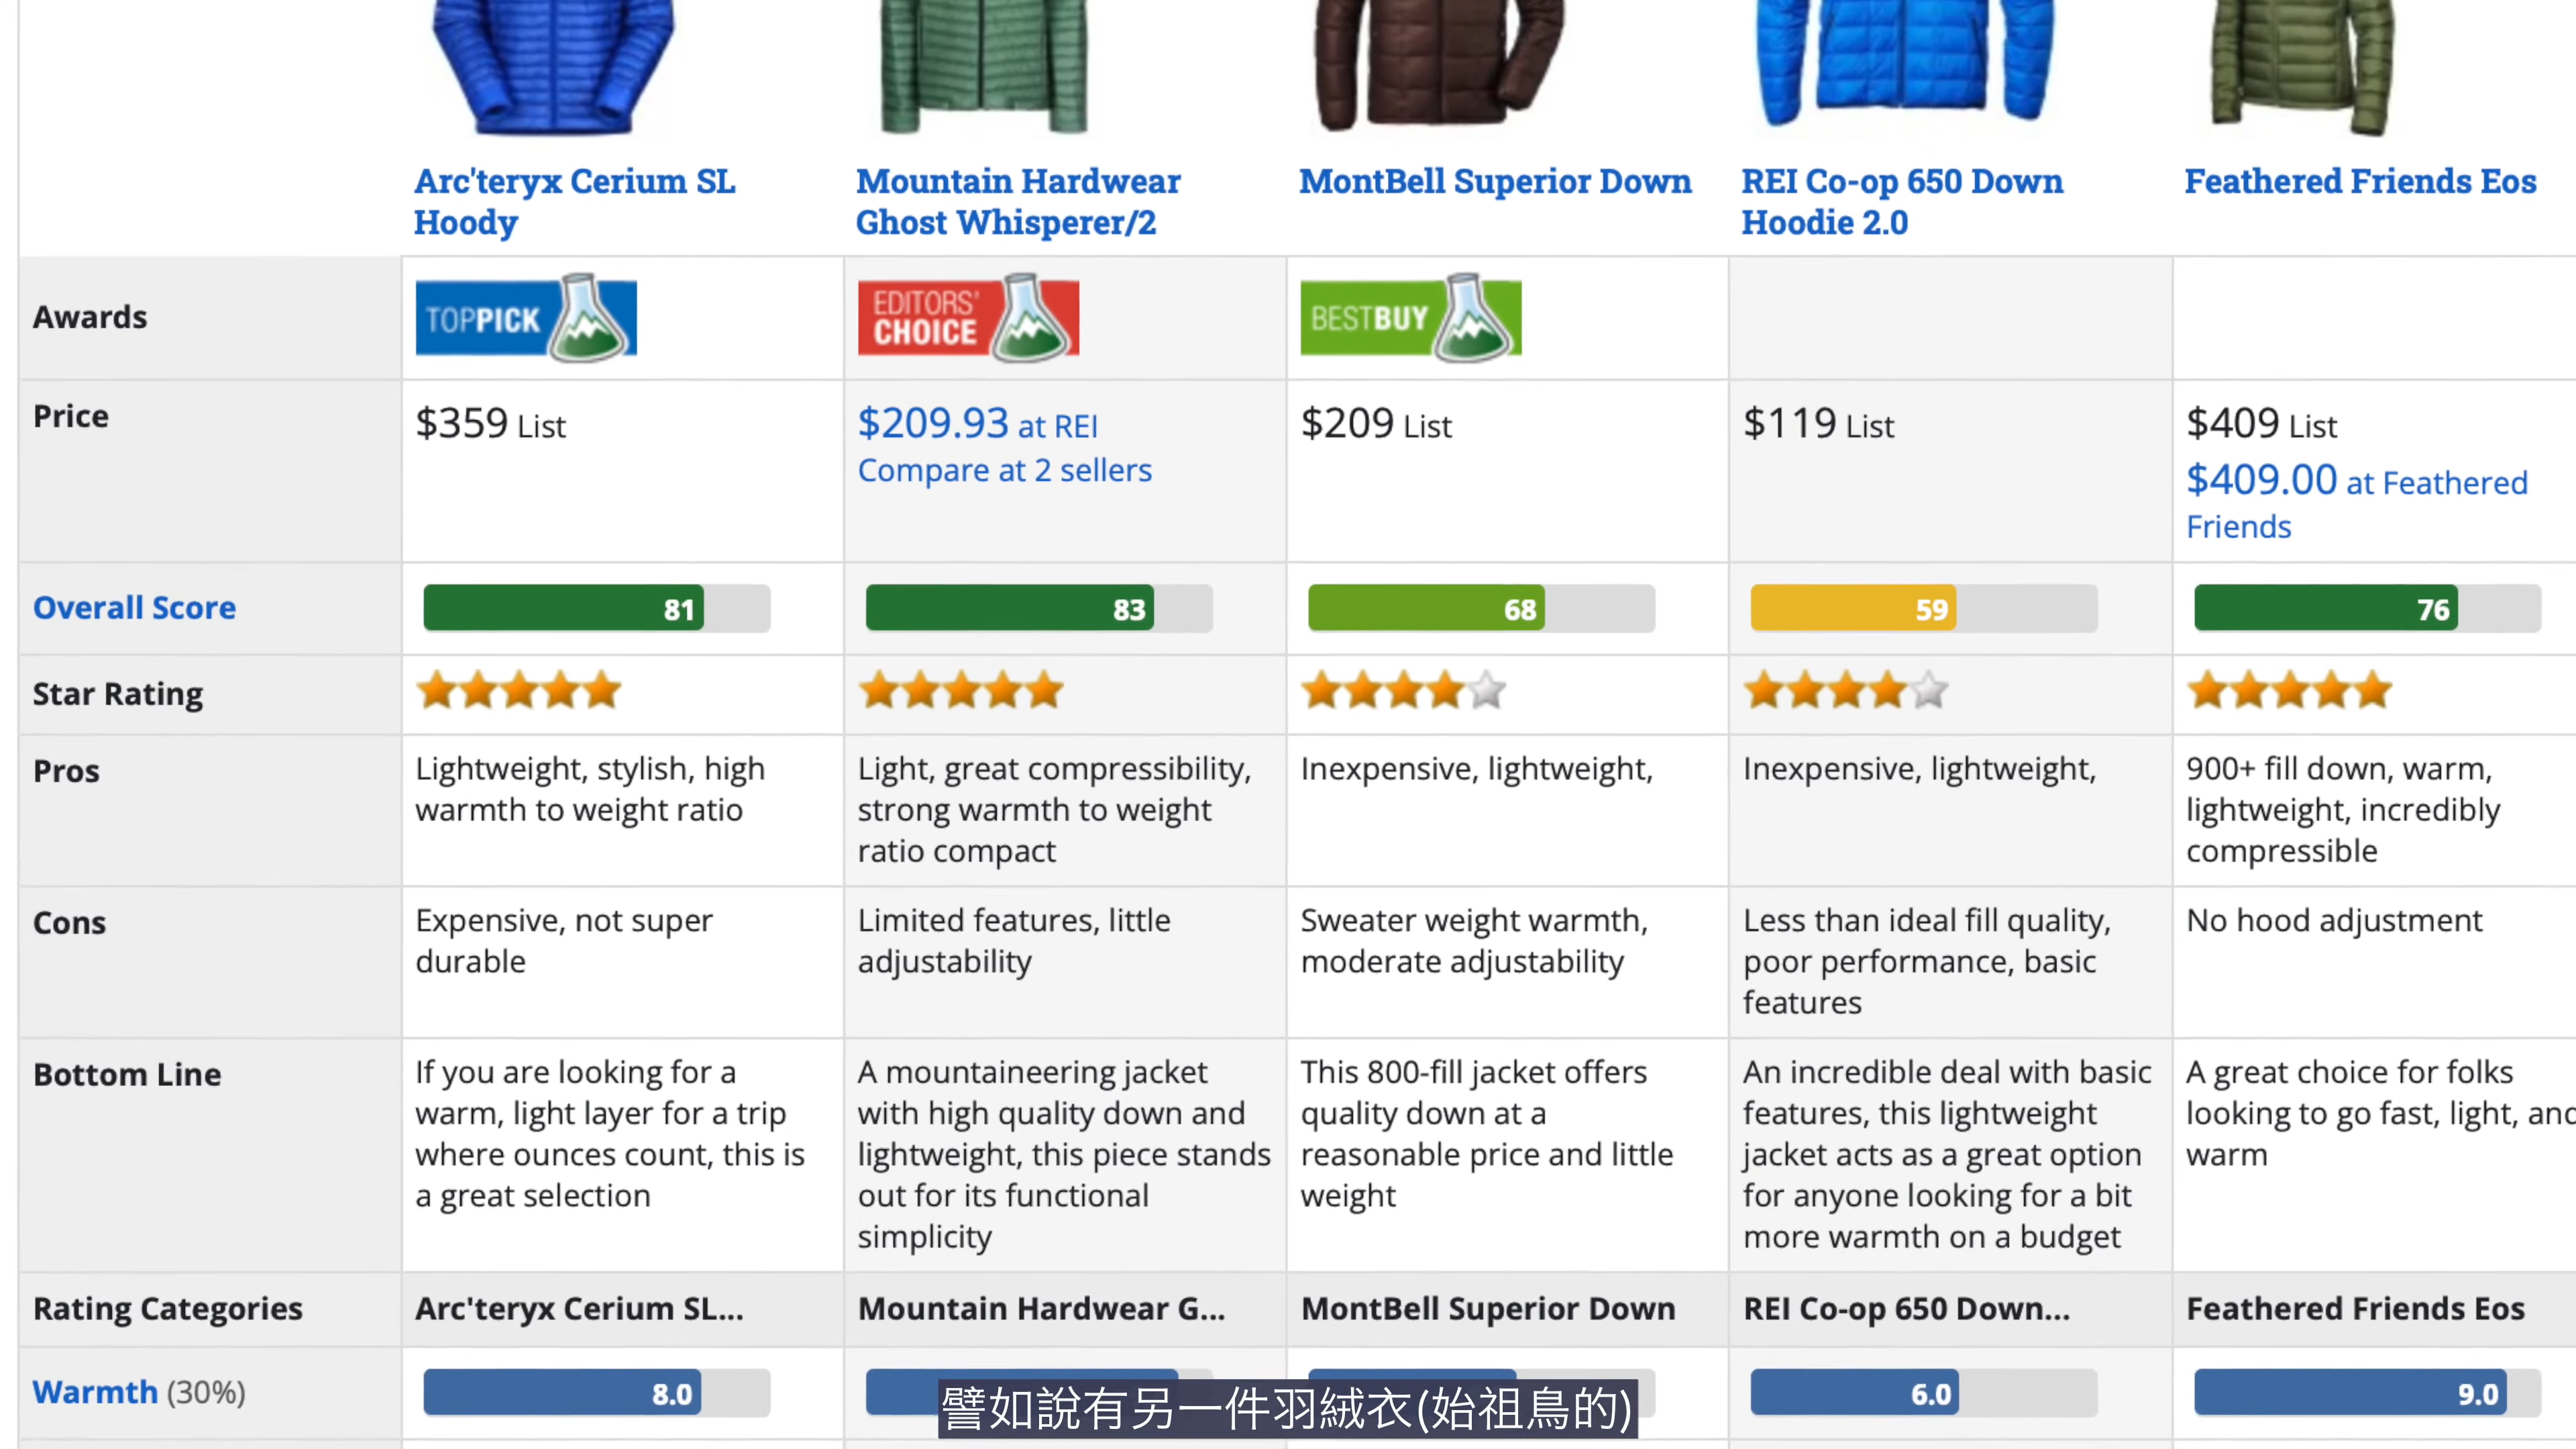 Arc'teryx Cerium SL
Hoody
Mountain Hardwear
Ghost Whisperer/2
MontBell Superior Down
REI Co-op 650 Down
Hoodie 2.0
Feathered Friends Eos
Awards
TOPPICK
EDITORS'
CHOICE
BESTBUY
Price
$359 List
$209.93 at REI
Compare at 2 sellers
$209 List
$119 List
$409 List
$409.00 at Feathered
Friends
Overall Score
81
83
68
59
76
Star Rating
Pros
Lightweight, stylish, high
warmth to weight ratio
Light, great compressibility,
strong warmth to weight
ratio compact
Inexpensive, lightweight,
Inexpensive, lightweight,
900+ fill down, warm,
lightweight, incredibly
compressible
Cons
Expensive, not super
durable
Limited features, little
adjustability
Sweater weight warmth,
moderate adjustability
Less than ideal fill quality,
poor performance, basic
features
No hood adjustment
Bottom Line
If you are looking for a
warm, light layer for a trip
where ounces count, this is
a great selection
A mountaineering jacket
with high quality down and
lightweight, this piece stands
out for its functional
simplicity
This 800-fill jacket offers
quality down at a
reasonable price and little
weight
An incredible deal with basic
features, this lightweight
jacket acts as a great option
for anyone looking for a bit
more warmth on a budget
A great choice for folks
looking to go fast, light, and
warm
Rating Categories
Arc'teryx Cerium SL...
Mountain Hardwear G...
MontBell Superior Down
REI Co-op 650 Down...
Feathered Friends Eos
Warmth (30%)
8.0
6.0
9.0
譬如說有另一件羽絨衣(始祖鳥的)